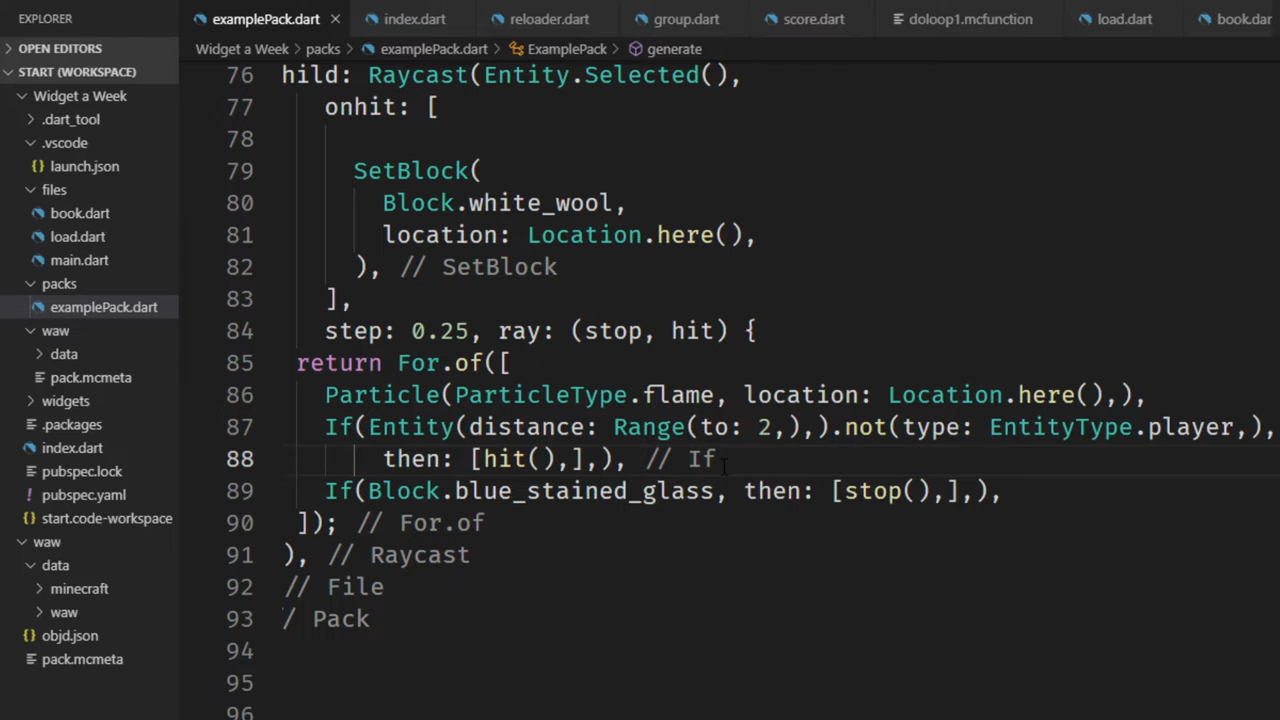 EXPLORER
examplePack.dart ×
index.dart
reloader.dart
group.dart
score.dart
doloop1.mcfunction
load.dart
book.dar
OPEN EDITORS
START (WORKSPACE)
Widget a Week
.dart_tool
.vscode
{} launch.json
files
book.dart
load.dart
main.dart
packs
examplePack.dart
waw
data
pack.mcmeta
widgets
.packages
index.dart
pubspec.lock
pubspec.yaml
start.code-workspace
waw
data
minecraft
waw
{} objd.json
pack.mcmeta
Widget a Week > packs > examplePack.dart > ExamplePack > generate
76 hild: Raycast(Entity.Selected(),
77 onhit: [
78
79 SetBlock(
80 Block.white_wool,
81 location: Location.here(),
82 ), // SetBlock
83 ],
84 step: 0.25, ray: (stop, hit) {
85 return For.of([
86 Particle(ParticleType.flame, location: Location.here(),),
87 If(Entity(distance: Range(to: 2,),).not(type: EntityType.player,),
88 then: [hit(),],), // If
89 If(Block.blue_stained_glass, then: [stop(),],),
90 ]); // For.of
91 ), // Raycast
92 // File
93 / Pack
94
95
96